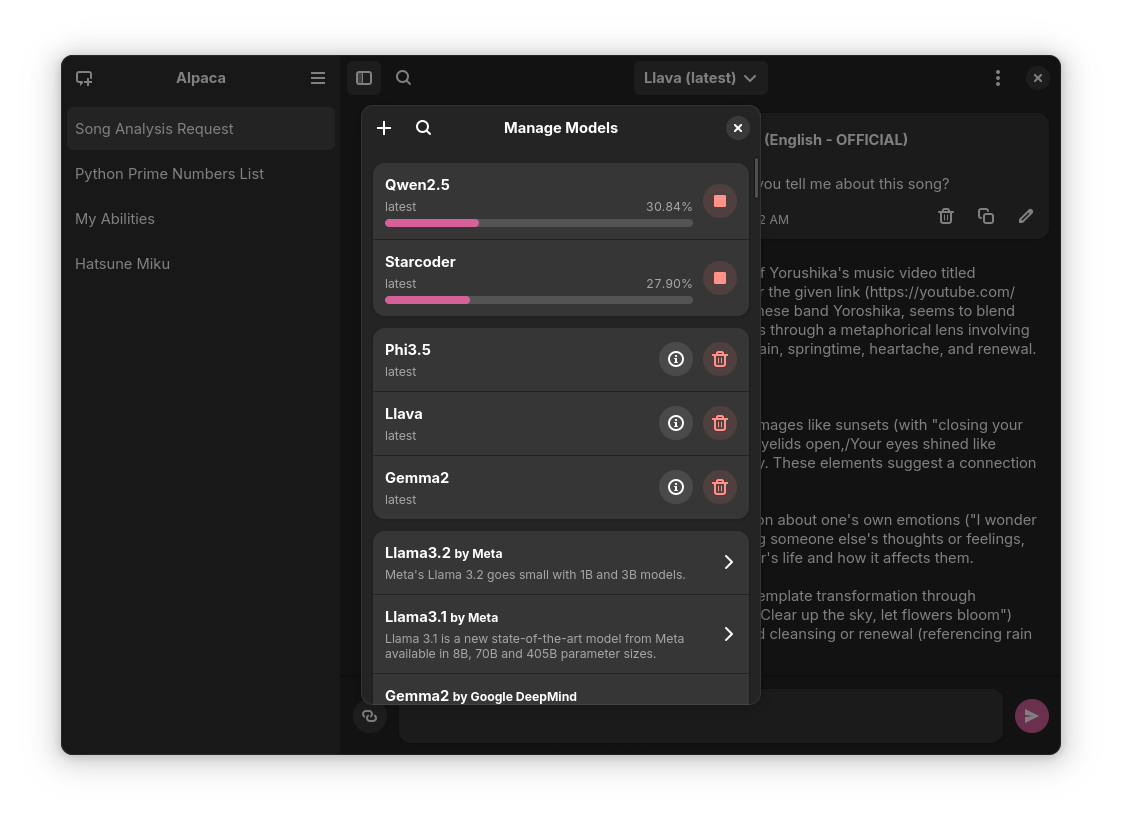 Alpaca
Song Analysis Request
Python Prime Numbers List
My Abilities
Hatsune Miku
Llava (latest)
Manage Models
Qwen2.5
latest
30.84%
Starcoder
latest
27.90%
Phi3.5
latest
Llava
latest
Gemma2
latest
Llama3.2 by Meta
Meta's Llama 3.2 goes small with 1B and 3B models.
Llama3.1 by Meta
Llama 3.1 is a new state-of-the-art model from Meta
available in 8B, 70B and 405B parameter sizes.
Gemma2 by Google DeepMind
(English - OFFICIAL)
you tell me about this song?
2 AM
f Yorushika's music video titled
r the given link (https://youtube.com/
nese band Yoroshika, seems to blend
s through a metaphorical lens involving
ain, springtime, heartache, and renewal.
mages like sunsets (with "closing your
yelids open,/Your eyes shined like
y. These elements suggest a connection
on about one's own emotions ("I wonder
g someone else's thoughts or feelings,
r's life and how it affects them.
emplate transformation through
Clear up the sky, let flowers bloom")
d cleansing or renewal (referencing rain